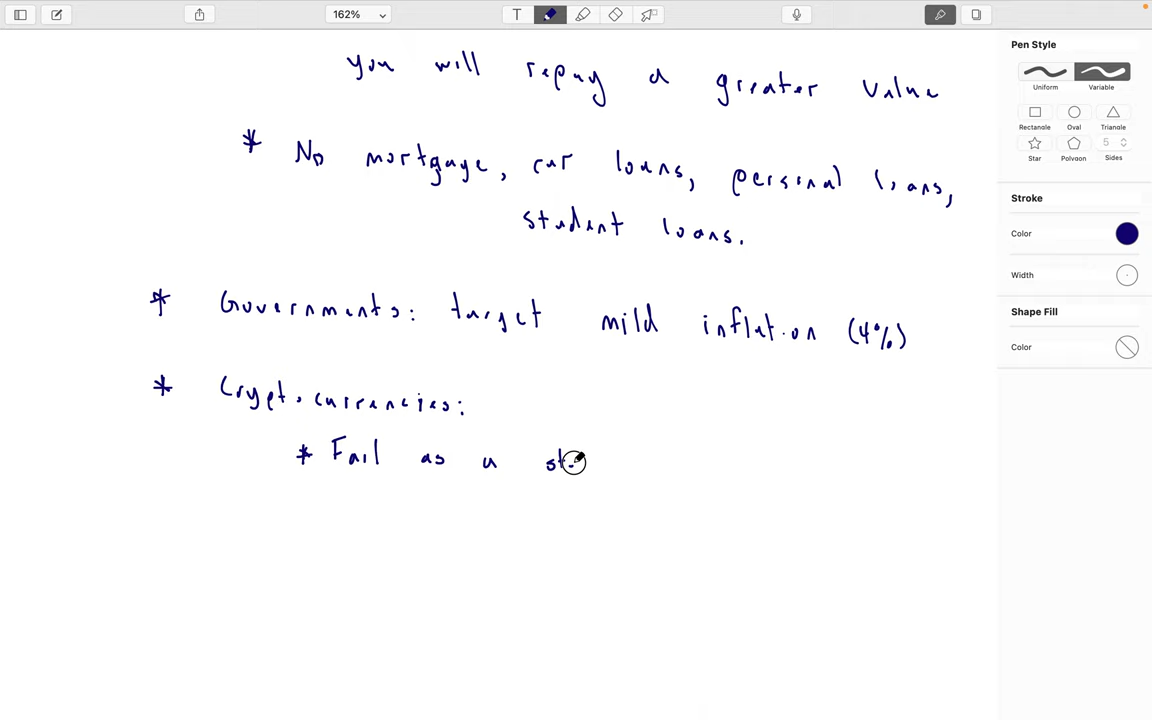 162%
T
you will repay a greater value
* No mortgage, car loans, personal loans,
student loans.
* Governments: target mild inflation (4%)
* Cryptocurrencies:
* Fail as a st
Pen Style
Uniform Variable
Rectangle Oval Triangle
5
Star Polygon Sides
Stroke
Color
Width
Shape Fill
Color